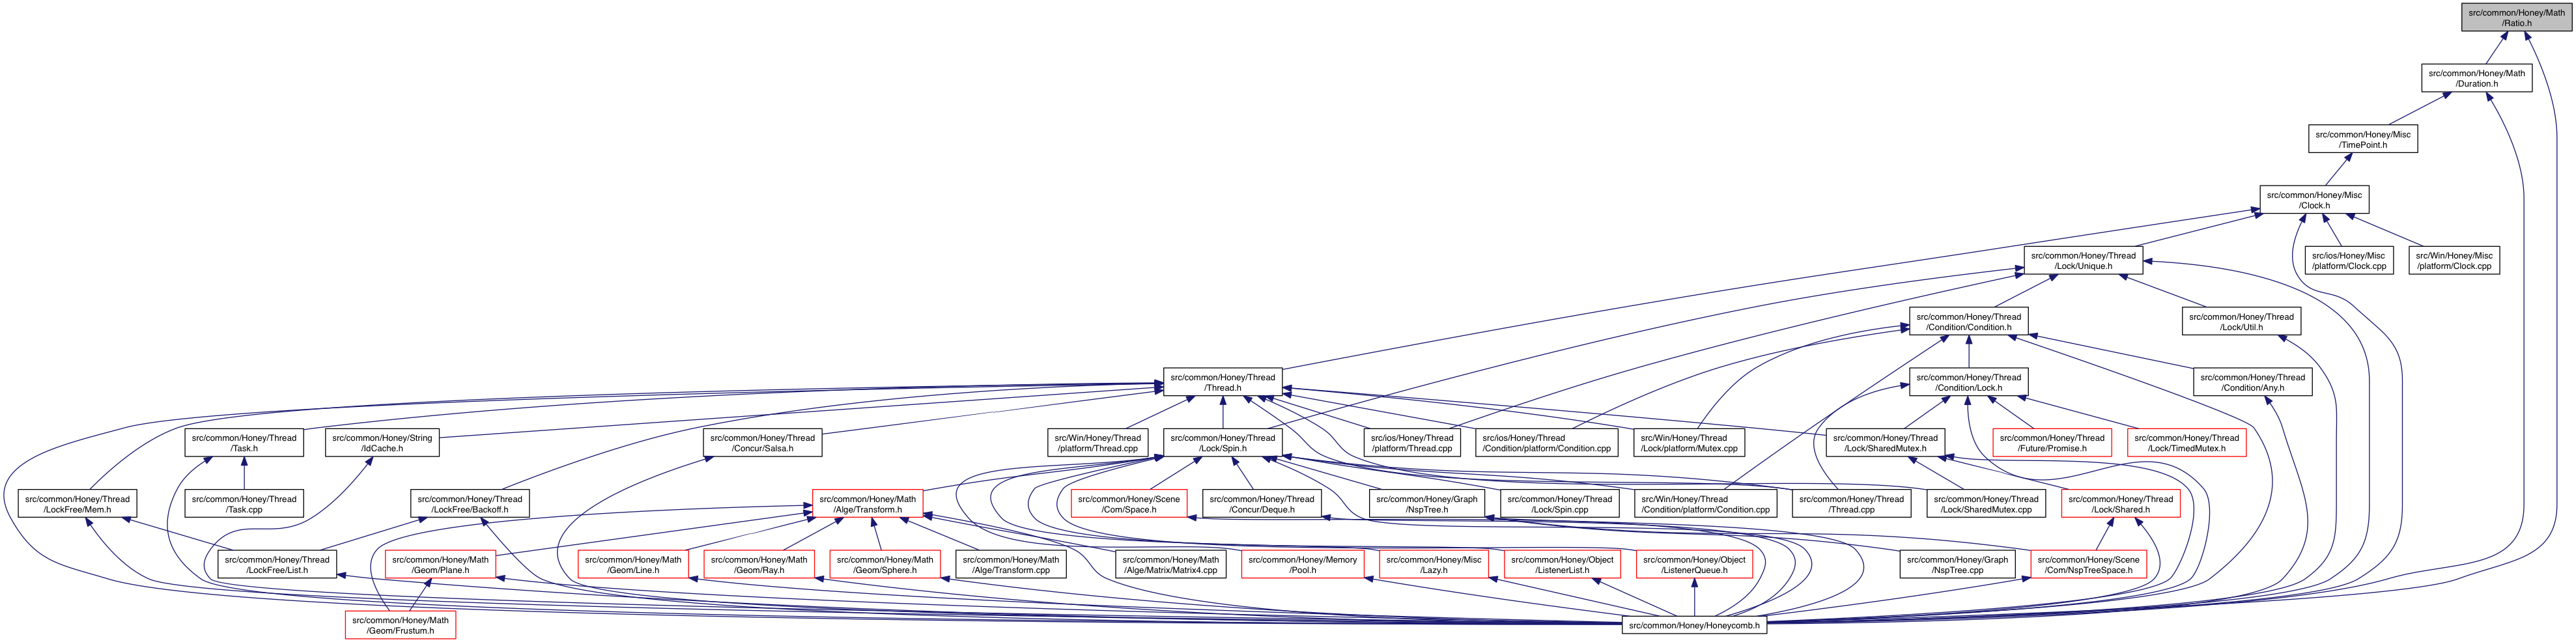 src/common/Honey/Math
/Ratio.h
src/common/Honey/Math
/Duration.h
src/common/Honey/Misc
/TimePoint.h
src/common/Honey/Misc
/Clock.h
src/common/Honey/Thread
/Lock/Unique.h
src/ios/Honey/Misc
/platform/Clock.cpp
src/Win/Honey/Misc
/platform/Clock.cpp
src/common/Honey/Thread
/Condition/Condition.h
src/common/Honey/Thread
/Lock/Util.h
src/common/Honey/Thread
/Thread.h
src/common/Honey/Thread
/Condition/Lock.h
src/common/Honey/Thread
/Condition/Any.h
src/common/Honey/Thread
/Task.h
src/common/Honey/String
/IdCache.h
src/common/Honey/Thread
/Concur/Salsa.h
src/Win/Honey/Thread
/platform/Thread.cpp
src/common/Honey/Thread
/Lock/Spin.h
src/ios/Honey/Thread
/platform/Thread.cpp
src/ios/Honey/Thread
/Condition/platform/Condition.cpp
src/Win/Honey/Thread
/Lock/platform/Mutex.cpp
src/common/Honey/Thread
/Lock/SharedMutex.h
src/common/Honey/Thread
/Future/Promise.h
src/common/Honey/Thread
/Lock/TimedMutex.h
src/common/Honey/Thread
/LockFree/Mem.h
src/common/Honey/Thread
/Task.cpp
src/common/Honey/Thread
/LockFree/Backoff.h
src/common/Honey/Math
/Alge/Transform.h
src/common/Honey/Scene
/Com/Space.h
src/common/Honey/Thread
/Concur/Deque.h
src/common/Honey/Graph
/NspTree.h
src/common/Honey/Thread
/Lock/Spin.cpp
src/Win/Honey/Thread
/Condition/platform/Condition.cpp
src/common/Honey/Thread
/Thread.cpp
src/common/Honey/Thread
/Lock/SharedMutex.cpp
src/common/Honey/Thread
/Lock/Shared.h
src/common/Honey/Thread
/LockFree/List.h
src/common/Honey/Math
/Geom/Plane.h
src/common/Honey/Math
/Geom/Line.h
src/common/Honey/Math
/Geom/Ray.h
src/common/Honey/Math
/Geom/Sphere.h
src/common/Honey/Math
/Alge/Transform.cpp
src/common/Honey/Math
/Alge/Matrix/Matrix4.cpp
src/common/Honey/Memory
/Pool.h
src/common/Honey/Misc
/Lazy.h
src/common/Honey/Object
/ListenerList.h
src/common/Honey/Object
/ListenerQueue.h
src/common/Honey/Graph
/NspTree.cpp
src/common/Honey/Scene
/Com/NspTreeSpace.h
src/common/Honey/Math
/Geom/Frustum.h
src/common/Honey/Honeycomb.h